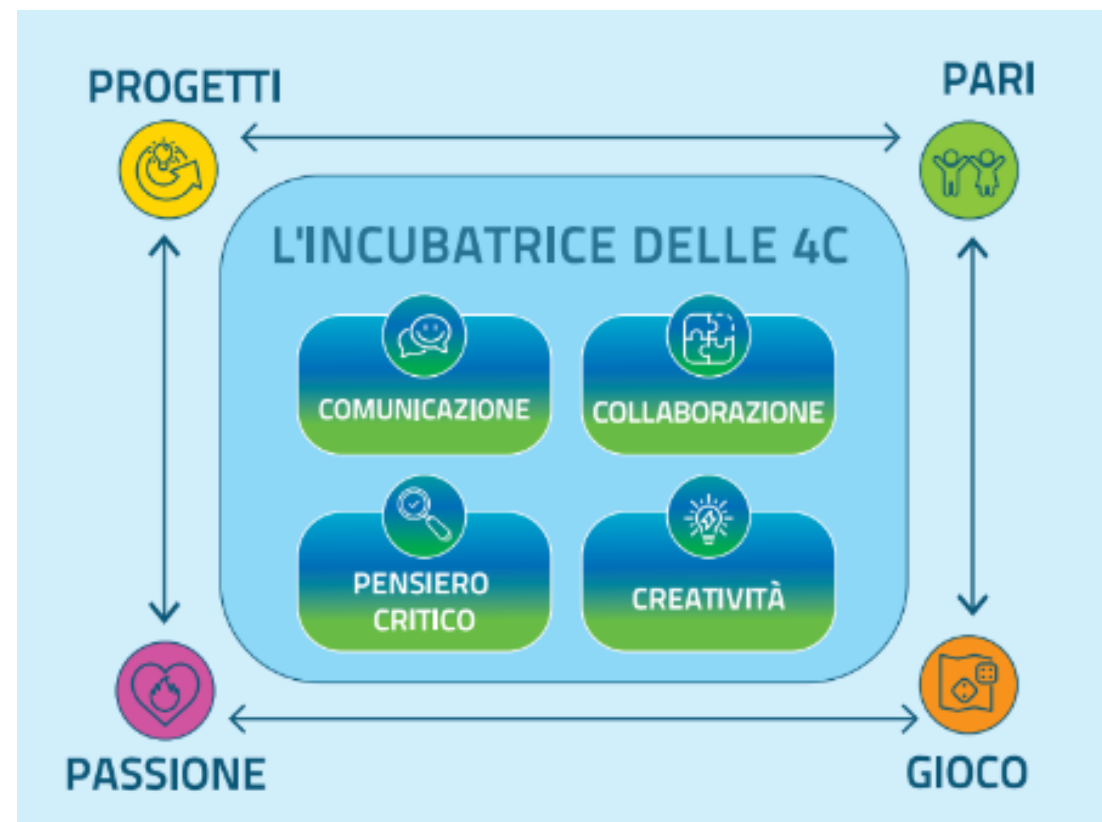 PROGETTI
PARI
L'INCUBATRICE DELLE 4C
COMUNICAZIONE
COLLABORAZIONE
PENSIERO
CRITICO
CREATIVITÀ
PASSIONE
GIOCO